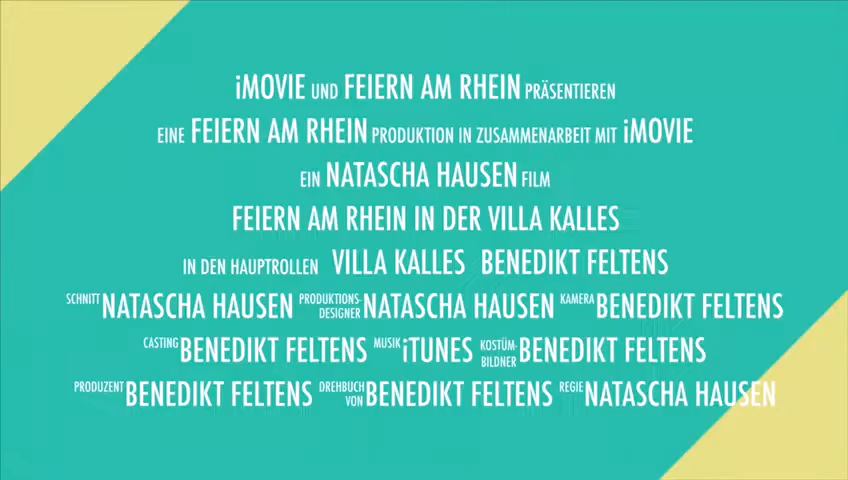 iMOVIE UND FEIERN AM RHEIN PRÄSENTIEREN
EINE FEIERN AM RHEIN PRODUKTION IN ZUSAMMENARBEIT MIT iMOVIE
EIN NATASCHA HAUSEN FILM
FEIERN AM RHEIN IN DER VILLA KALLES
IN DEN HAUPTROLLEN VILLA KALLES BENEDIKT FELTENS
SCHNITT NATASCHA HAUSEN PRODUKTIONS-DESIGNER NATASCHA HAUSEN KAMERA BENEDIKT FELTENS
CASTING BENEDIKT FELTENS MUSIK iTUNES KOSTÜM-BILDNER BENEDIKT FELTENS
PRODUZENT BENEDIKT FELTENS DREHBUCH VON BENEDIKT FELTENS REGIE NATASCHA HAUSEN